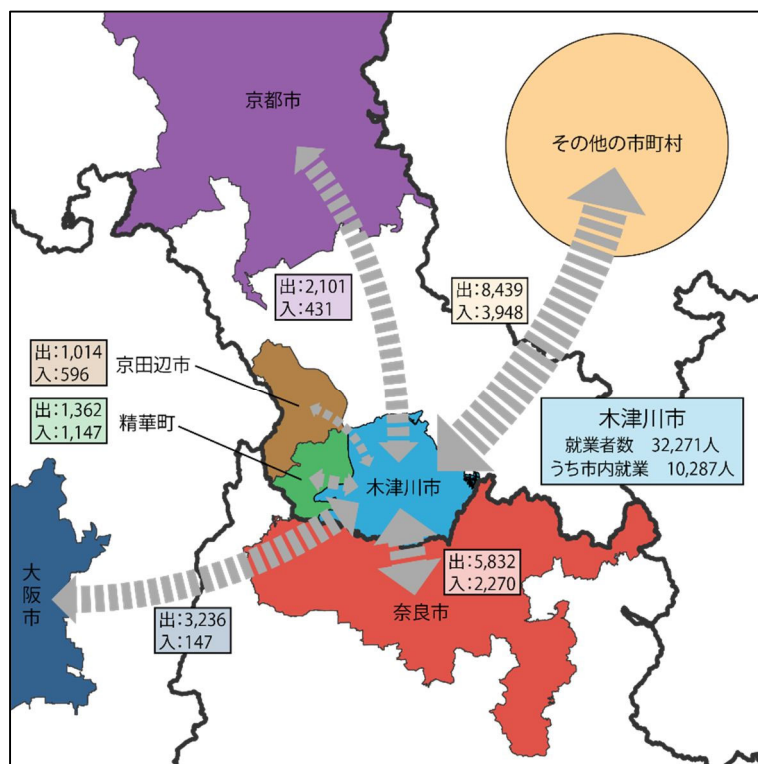 京都市
その他の市町村
出：2,101
入：431
出：8,439
入：3,948
出：1,014
入：596
京田辺市
出：1,362
入：1,147
精華町
木津川市
就業者数　32,271人
うち市内就業　10,287人
木津川市
大阪市
出：5,832
入：2,270
奈良市
出：3,236
入：147